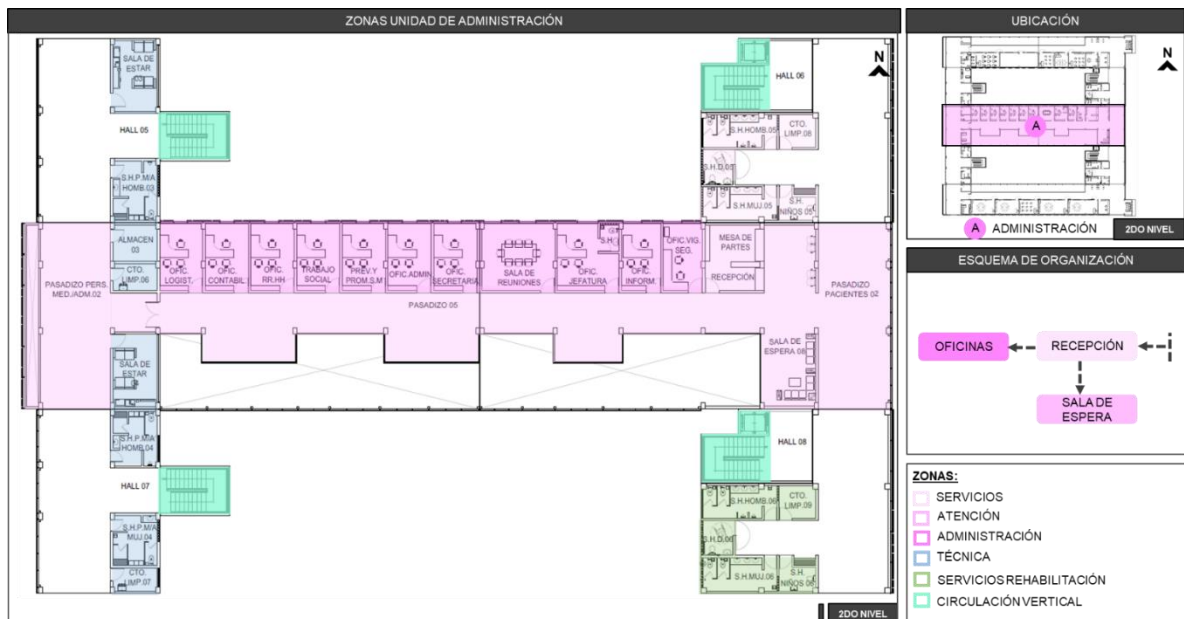 ZONAS UNIDAD DE ADMINISTRACIÓN
SALA DE
ESTAR
N
HALL 05
HALL 06
S.H.HOMB.05
CTO.
LIMP.08
S.H.D.05
S.H.P.M/A
HOMB.03
S.H.MUJ.05
S.H.
NIÑOS 05
PASADIZO PERS.
MED./ADM.02
ALMACEN
03
CTO.
LIMP.06
OFIC.
LOGIST.
OFIC.
CONTABIL.
OFIC.
RR.HH
TRABAJO
SOCIAL
PREV.Y
PROM.S.M
OFIC.ADMIN
OFIC.
SECRETARIA
SALA DE
REUNIONES
OFIC.
JEFATURA
S.H
OFIC.
INFORM.
OFIC.VIG.
SEG.
MESA DE
PARTES
RECEPCIÓN
PASADIZO
PACIENTES 02
PASADIZO 05
SALA DE
ESTAR
SALA DE
ESPERA 08
S.H.P.M/A
HOMB.04
HALL 07
HALL 08
S.H.P.M/A
MUJ.04
CTO.
LIMP.07
S.H.HOMB.06
CTO.
LIMP.09
S.H.D.06
S.H.MUJ.06
S.H.
NIÑOS 06
2DO NIVEL
UBICACIÓN
N
A
A ADMINISTRACIÓN
2DO NIVEL
ESQUEMA DE ORGANIZACIÓN
OFICINAS
RECEPCIÓN
SALA DE
ESPERA
ZONAS:
SERVICIOS
ATENCIÓN
ADMINISTRACIÓN
TÉCNICA
SERVICIOS REHABILITACIÓN
CIRCULACIÓN VERTICAL